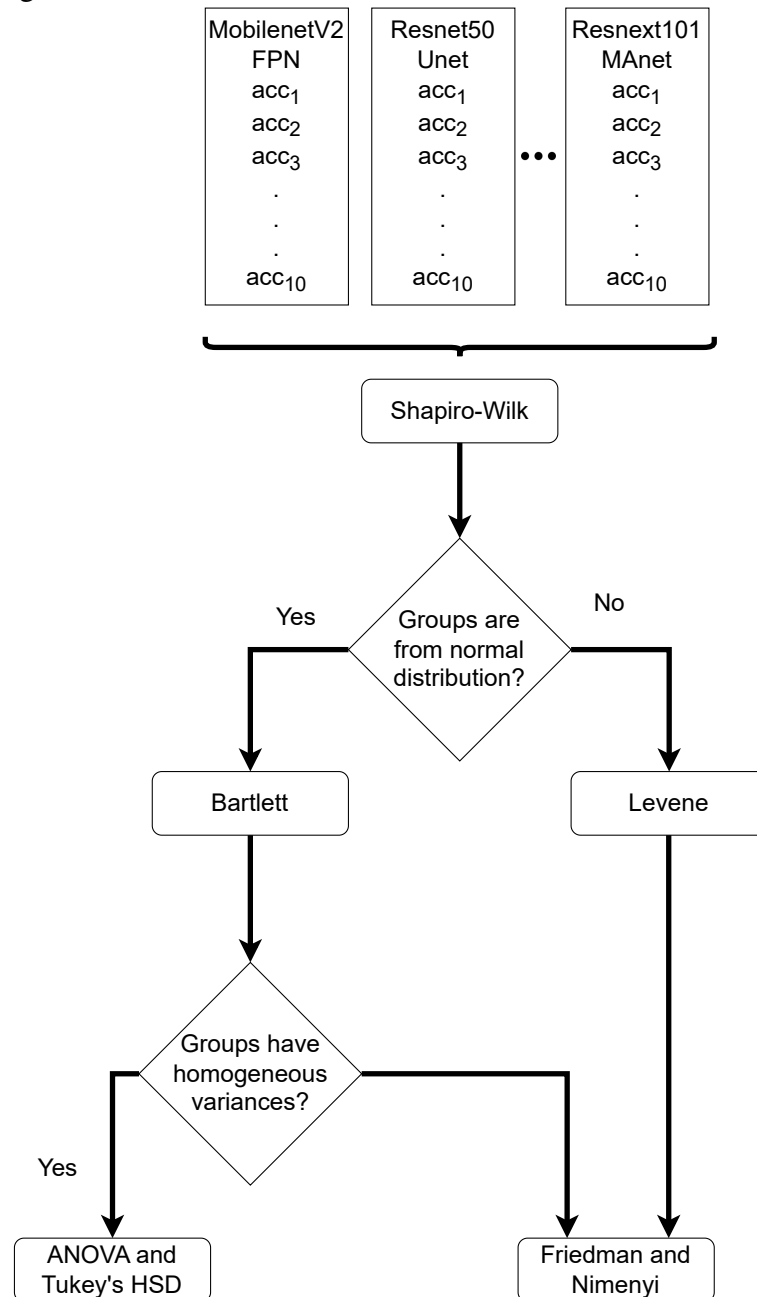 MobilenetV2
FPN
acc1
acc2
acc3
.
.
.
acc10
Resnet50
Unet
acc1
acc2
acc3
.
.
.
acc10
•••
Resnext101
MAnet
acc1
acc2
acc3
.
.
.
acc10
Shapiro-Wilk
Groups are
from normal
distribution?
Yes
No
Bartlett
Levene
Groups have
homogeneous
variances?
Yes
ANOVA and
Tukey's HSD
Friedman and
Nimenyi